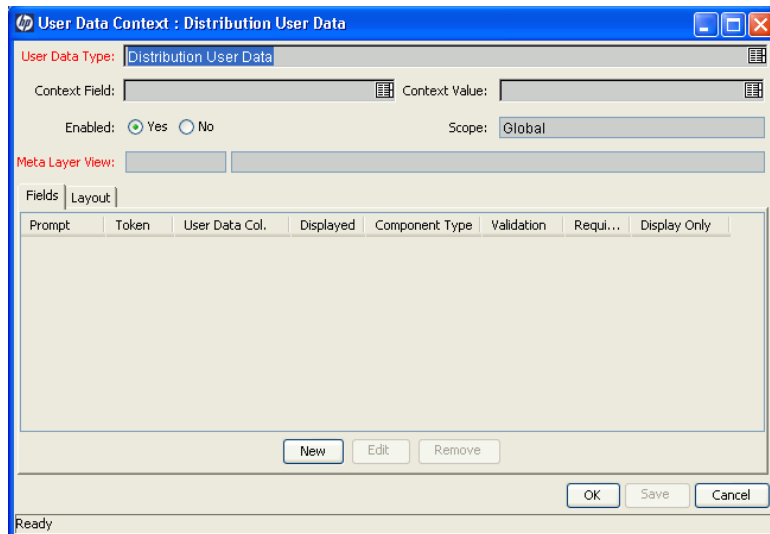 hp User Data Context : Distribution User Data
User Data Type: Distribution User Data
Context Field: Context Value:
Enabled: Yes No Scope: Global
Meta Layer View:
Fields Layout
Prompt Token User Data Col. Displayed Component Type Validation Requi... Display Only
New Edit Remove
OK Save Cancel
Ready